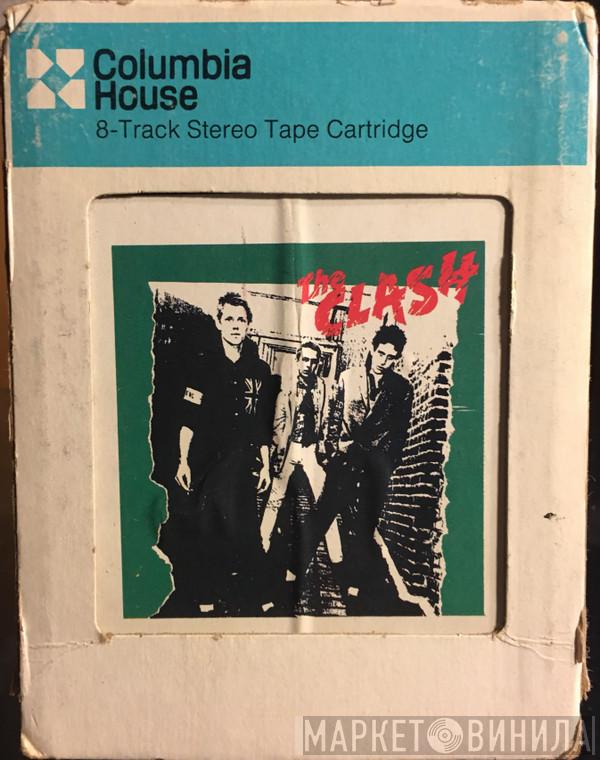 Columbia
House
8-Track Stereo Tape Cartridge
The
CLASH
МАРКЕТ ВИНИЛА